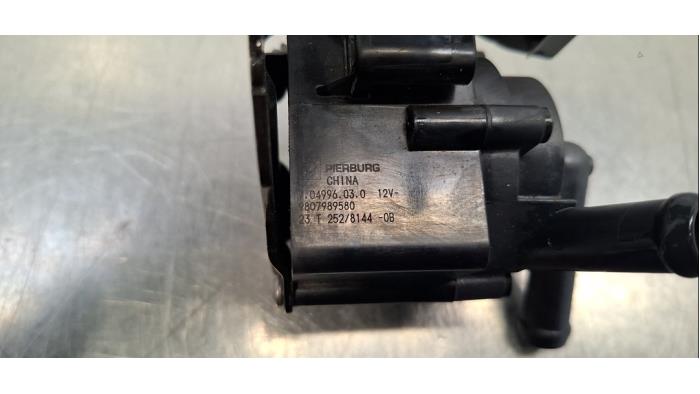 PIERBURG
CHINA
.04996.03.0 12V-
9807989580
23 T 252/8144 -0B